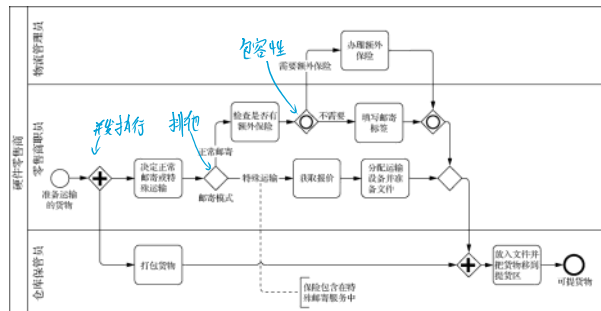 硬件零售商
物流管理员
零售商职员
仓库保管员
包容性
需要额外保险
办理额外
保险
并发执行
排他
检查是否有
额外保险
不需要
填写邮寄
标签
正常邮寄
准备运输
的货物
决定正常
邮寄或特
殊运输
邮寄模式
特殊运输
获取报价
分配运输
设备并准
备文件
打包货物
保险包含在特
殊邮寄服务中
放入文件并
把货物移到
提货区
可提货物